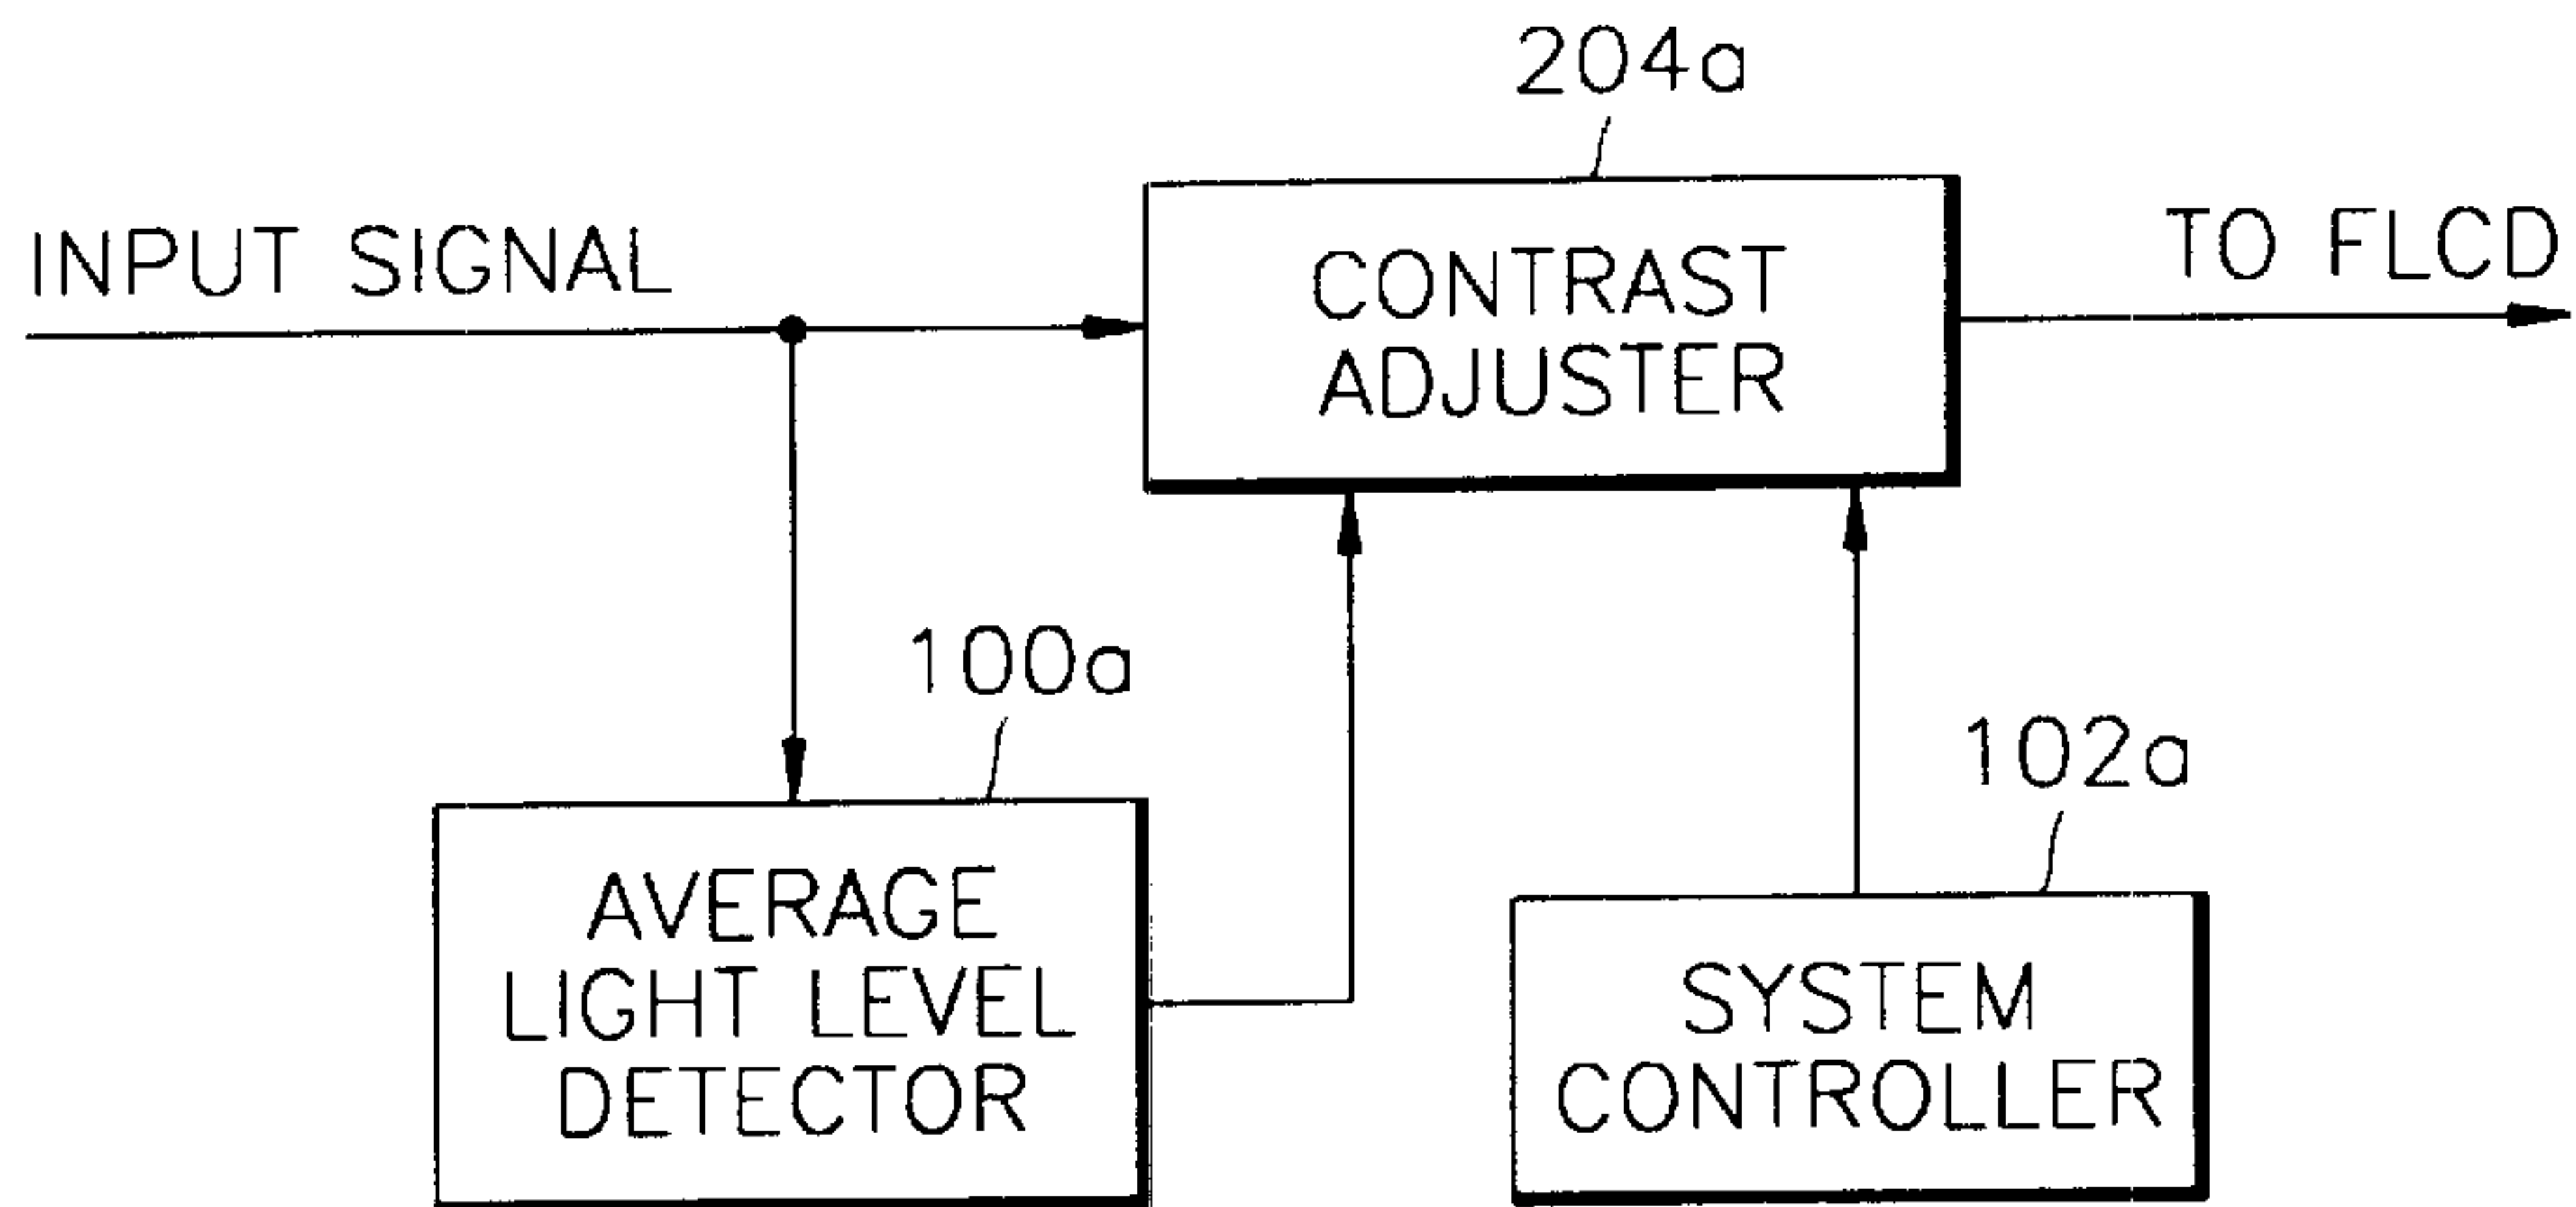 204a
INPUT SIGNAL
CONTRAST
ADJUSTER
TO FLCD
100a
102a
AVERAGE
LIGHT LEVEL
DETECTOR
SYSTEM
CONTROLLER